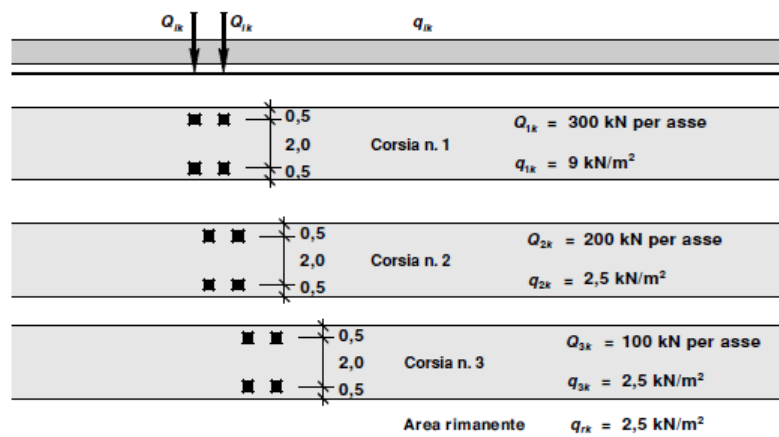 Qlk Qlk qlk
0,5
2,0 Corsia n. 1
0,5
Q1k = 300 kN per asse
q1k = 9 kN/m²
0,5
2,0 Corsia n. 2
0,5
Q2k = 200 kN per asse
q2k = 2,5 kN/m²
0,5
2,0 Corsia n. 3
0,5
Q3k = 100 kN per asse
q3k = 2,5 kN/m²
Area rimanente qrk = 2,5 kN/m²